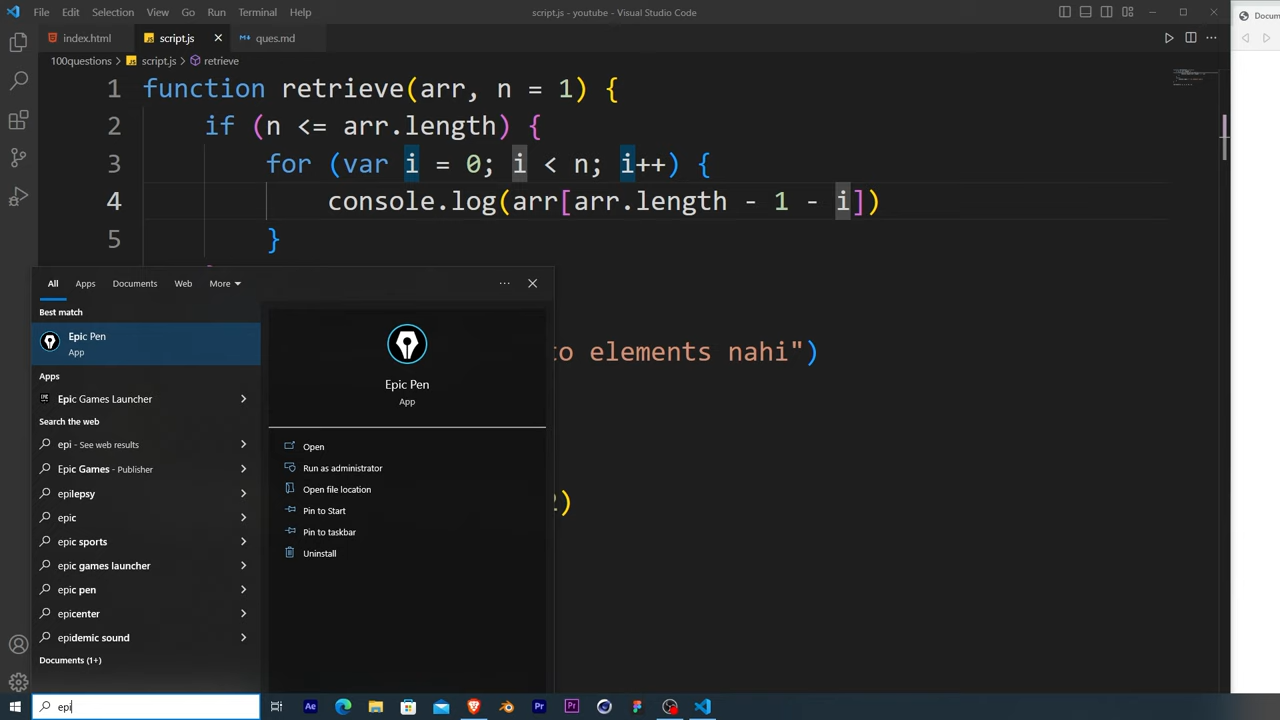 File Edit Selection View Go Run Terminal Help
script.js - youtube - Visual Studio Code
Docum
index.html
script.js
ques.md
100questions > script.js > retrieve
1 function retrieve(arr, n = 1) {
2 if (n <= arr.length) {
3 for (var i = 0; i < n; i++) {
4 console.log(arr[arr.length - 1 - i])
5 }
to elements nahi")
2)
All Apps Documents Web More
Best match
Epic Pen
App
Apps
Epic Games Launcher
Search the web
epi - See web results
Epic Games - Publisher
epilepsy
epic
epic sports
epic games launcher
epic pen
epicenter
epidemic sound
Documents (1+)
Epic Pen
App
Open
Run as administrator
Open file location
Pin to Start
Pin to taskbar
Uninstall
epi
Ae
Pr
Pr